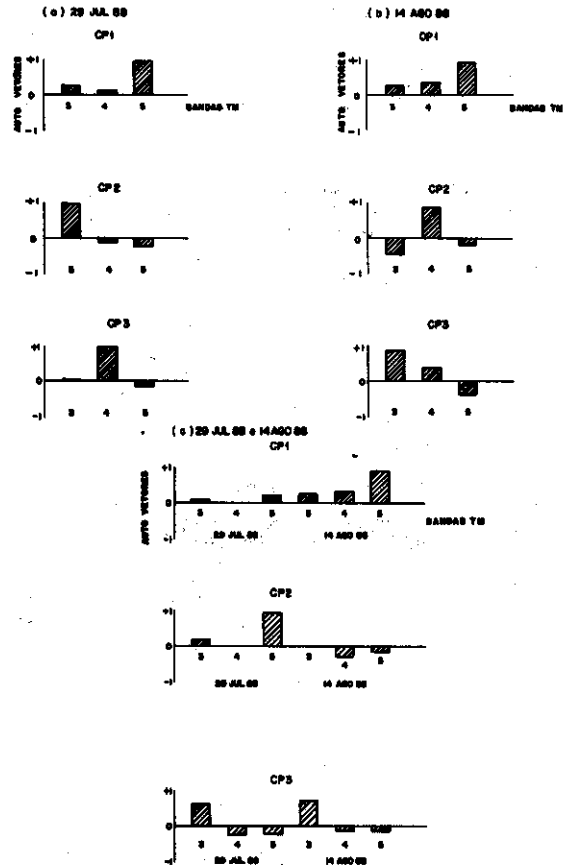 (a) 29 JUL 88
CP1
AUTO VETORES
+1
0
-1
3 4 5
BANDAS TM
CP2
+1
0
-1
3 4 5
CP3
+1
0
-1
3 4 5
(b) 14 AGO 88
CP1
AUTO VETORES
+1
0
-1
3 4 5
BANDAS TM
CP2
+1
0
-1
3 4 5
CP3
+1
0
-1
3 4 5
(c) 29 JUL 88 e 14 AGO 88
CP1
AUTO VETORES
+1
0
-1
3 4 5 3 4 5
BANDAS TM
29 JUL 88 14 AGO 88
CP2
+1
0
-1
3 4 5 3 4 5
29 JUL 88 14 AGO 88
CP3
+1
0
-1
3 4 5 3 4 5
29 JUL 88 14 AGO 88